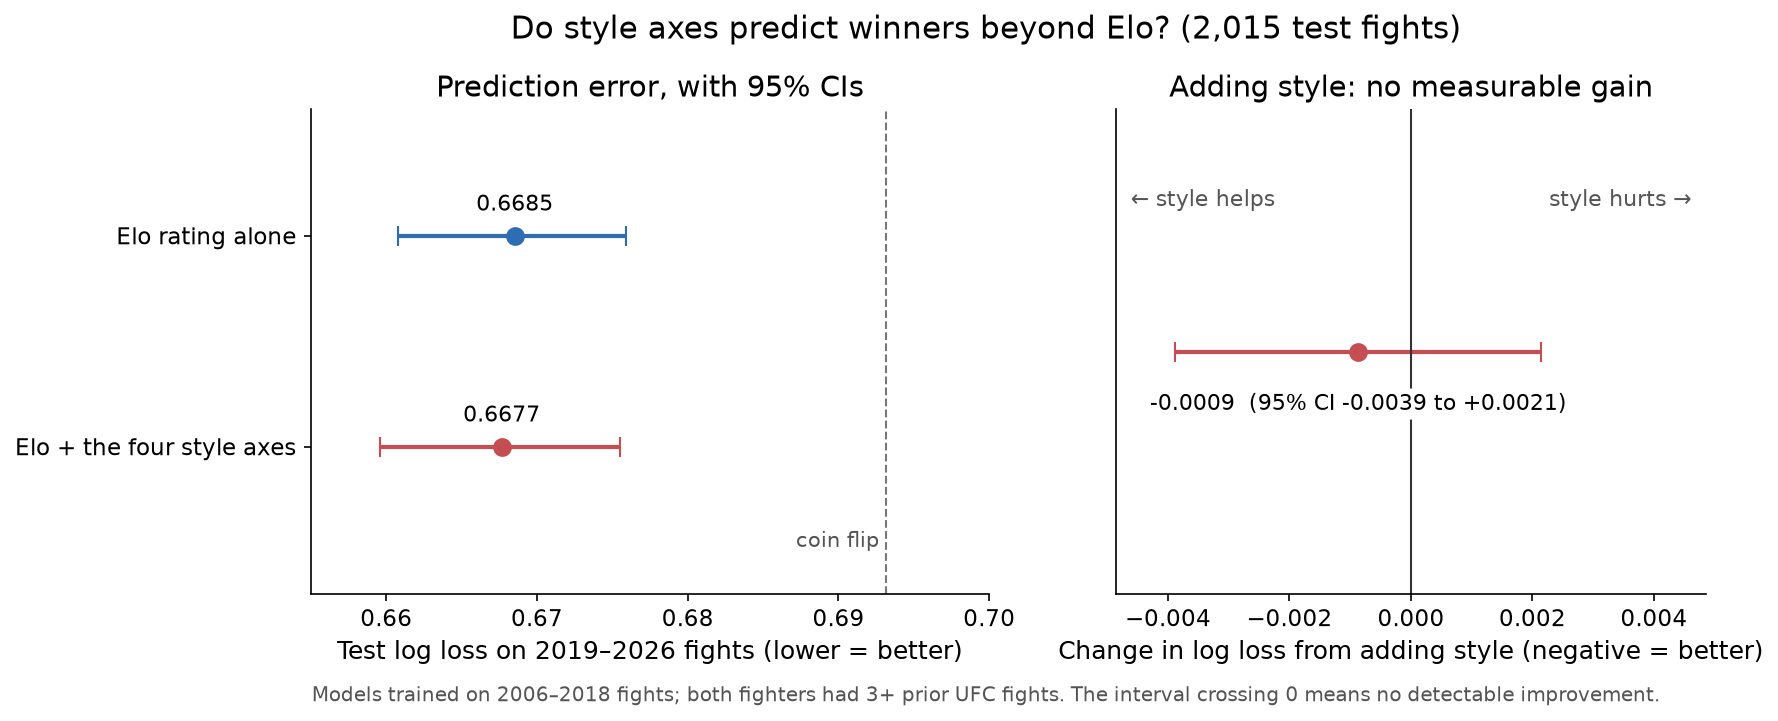 Do style axes predict winners beyond Elo? (2,015 test fights)
Prediction error, with 95% CIs
Elo rating alone
Elo + the four style axes
0.6685
0.6677
coin flip
0.66 0.67 0.68 0.69 0.70
Test log loss on 2019–2026 fights (lower = better)
Adding style: no measurable gain
← style helps
style hurts →
-0.0009 (95% CI -0.0039 to +0.0021)
−0.004 −0.002 0.000 0.002 0.004
Change in log loss from adding style (negative = better)
Models trained on 2006–2018 fights; both fighters had 3+ prior UFC fights. The interval crossing 0 means no detectable improvement.